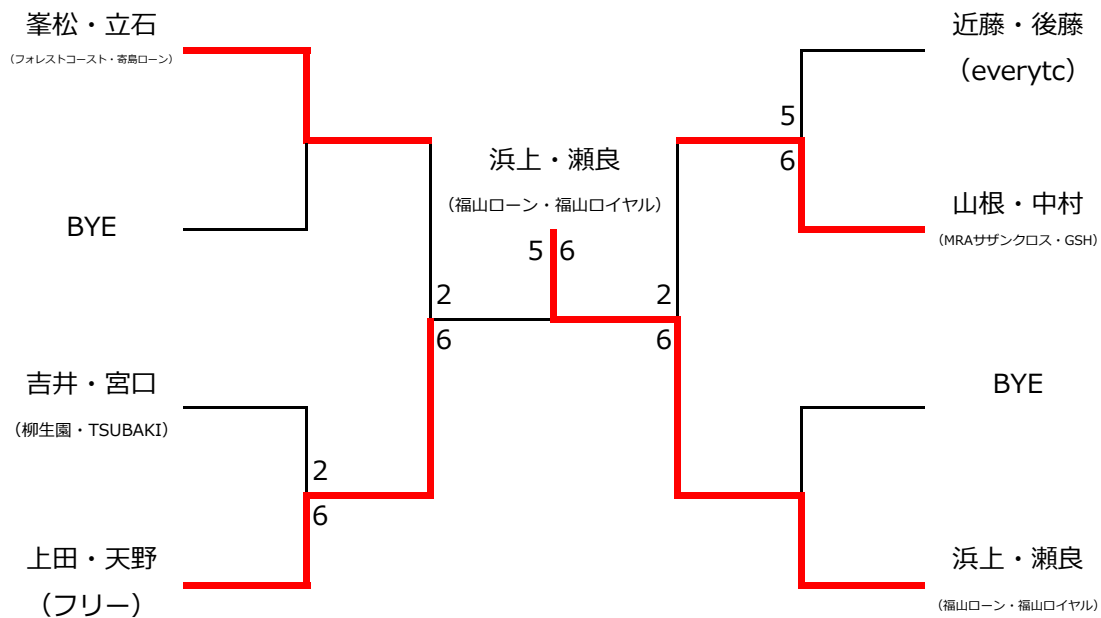 峯松・立石
（フォレストコースト・寄島ローン）
BYE
吉井・宮口
（柳生園・TSUBAKI）
上田・天野
（フリー）
2
6
2
6
浜上・瀬良
（福山ローン・福山ロイヤル）
5 6
2
6
5
6
近藤・後藤
（everytc）
山根・中村
（MRAサザンクロス・GSH）
BYE
浜上・瀬良
（福山ローン・福山ロイヤル）